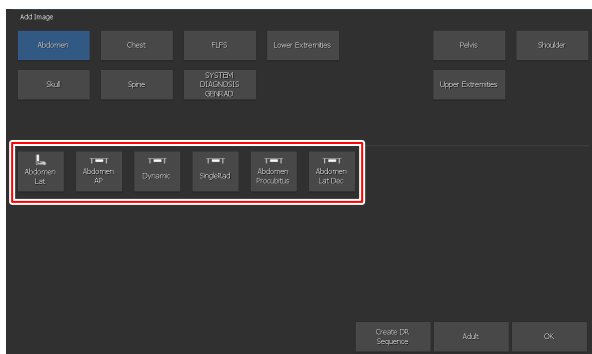 Add Image
Abdomen
Chest
FLFS
Lower Extremities
Pelvis
Shoulder
Skull
Spine
SYSTEM
DIAGNOSIS
GENRAD
Upper Extremities
Abdomen
Lat
Abdomen
AP
Dynamic
SingleRad
Abdomen
Procubitus
Abdomen
Lat Dec
Create DR
Sequence
Adult
OK